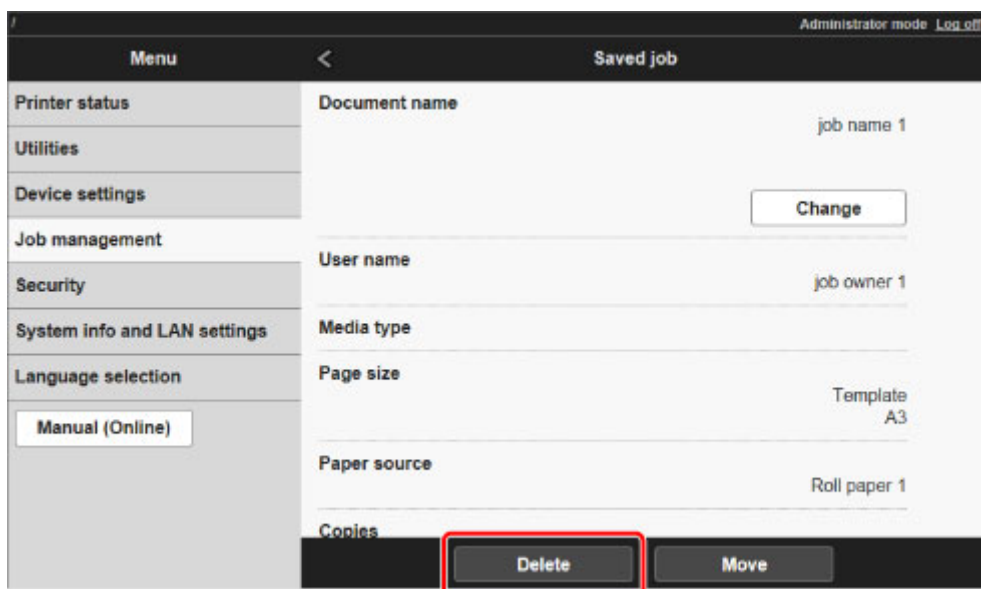 /
Administrator mode Log off
Menu
< Saved job
Printer status
Utilities
Device settings
Job management
Security
System info and LAN settings
Language selection
Manual (Online)
Document name
job name 1
Change
User name
job owner 1
Media type
Page size
Template
A3
Paper source
Roll paper 1
Copies
Delete
Move